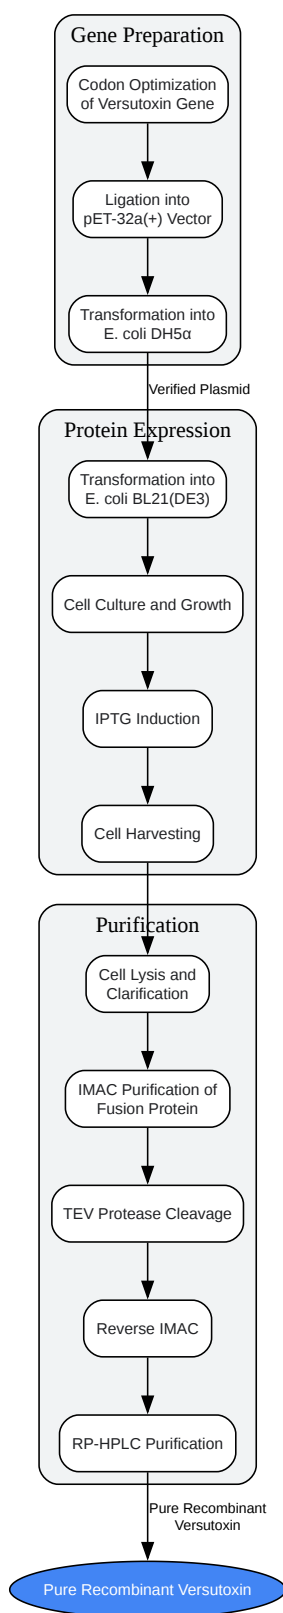 Gene Preparation
Codon Optimization
of Versutoxin Gene
Ligation into
pET-32a(+) Vector
Transformation into
E. coli DH5α
Verified Plasmid
Protein Expression
Transformation into
E. coli BL21(DE3)
Cell Culture and Growth
IPTG Induction
Cell Harvesting
Purification
Cell Lysis and
Clarification
IMAC Purification of
Fusion Protein
TEV Protease Cleavage
Reverse IMAC
RP-HPLC Purification
Pure Recombinant
Versutoxin
Pure Recombinant Versutoxin